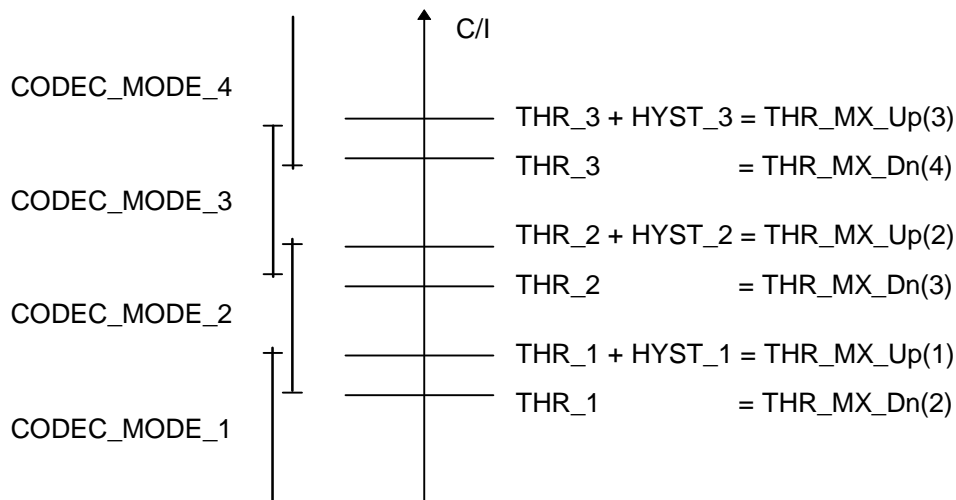 C/I
CODEC_MODE_4
THR_3 + HYST_3 = THR_MX_Up(3)
THR_3 = THR_MX_Dn(4)
CODEC_MODE_3
THR_2 + HYST_2 = THR_MX_Up(2)
THR_2 = THR_MX_Dn(3)
CODEC_MODE_2
THR_1 + HYST_1 = THR_MX_Up(1)
THR_1 = THR_MX_Dn(2)
CODEC_MODE_1